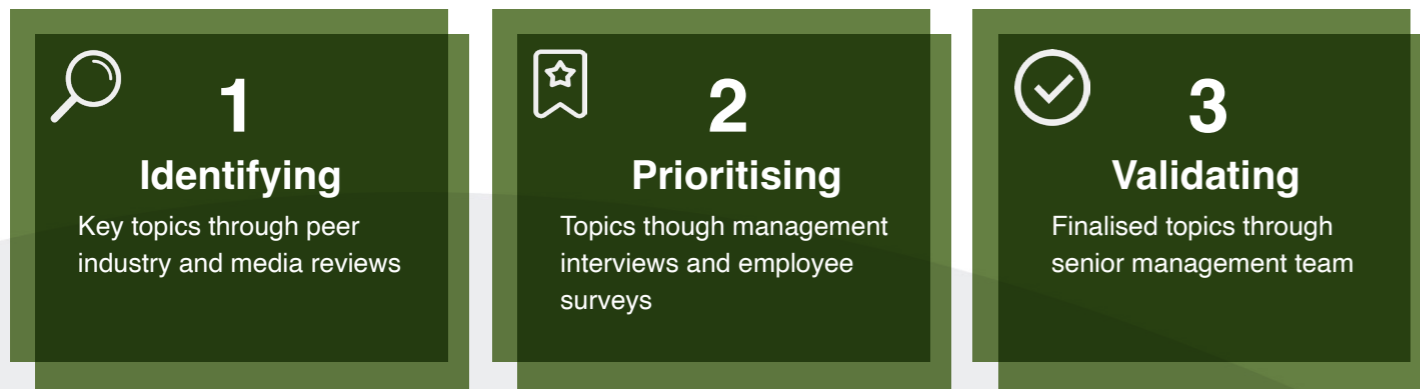 1
Identifying
Key topics through peer
industry and media reviews
2
Prioritising
Topics though management
interviews and employee
surveys
3
Validating
Finalised topics through
senior management team